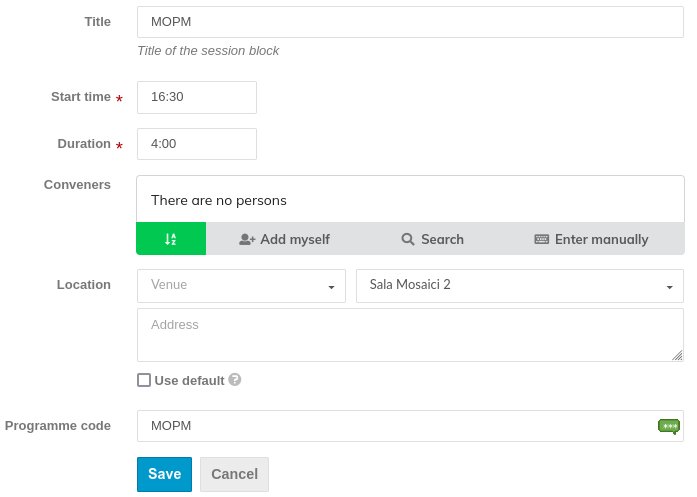 Title
MOPM
Title of the session block
Start time *
16:30
Duration *
4:00
Conveners
There are no persons
Add myself
Search
Enter manually
Location
Venue
Sala Mosaici 2
Address
Use default ?
Programme code
MOPM
***
Save
Cancel